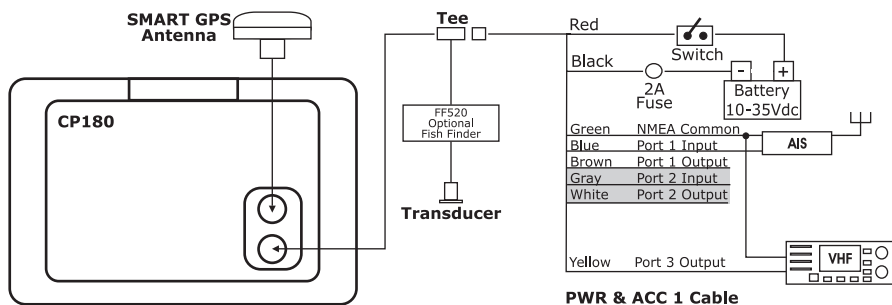 SMART GPS
Antenna
Tee
Red
Switch
Black
2A
Fuse
- +
Battery
10-35Vdc
CP180
FF520
Optional
Fish Finder
Transducer
Green NMEA Common
Blue Port 1 Input
AIS
Brown Port 1 Output
Gray Port 2 Input
White Port 2 Output
Yellow Port 3 Output
VHF
PWR & ACC 1 Cable